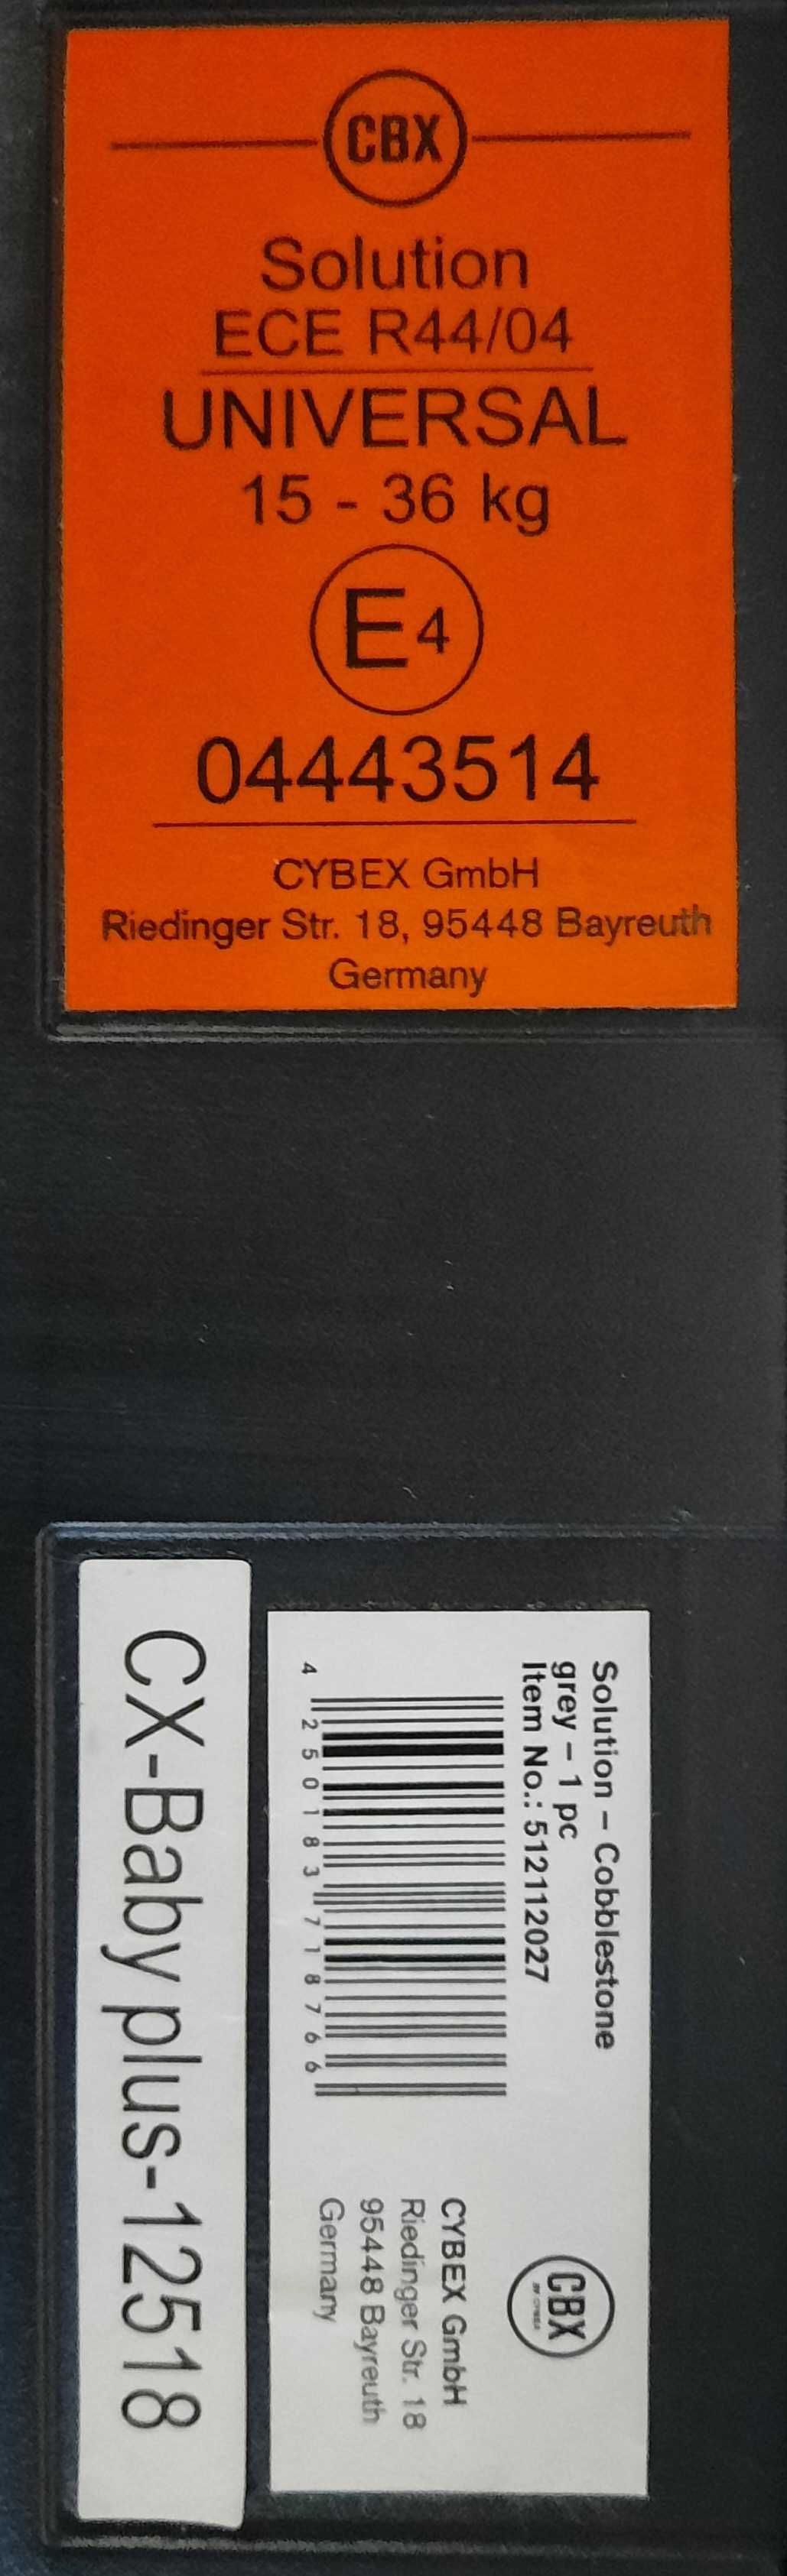 CBX
Solution
ECE R44/04
UNIVERSAL
15 - 36 kg
E4
04443514
CYBEX GmbH
Riedinger Str. 18, 95448 Bayreuth
Germany
Solution – Cobblestone
grey – 1 pc
Item No.: 512112027
4 250183 718766
CBX
CYBEX GmbH
Riedinger Str. 18
95448 Bayreuth
Germany
CX-Baby plus-12518